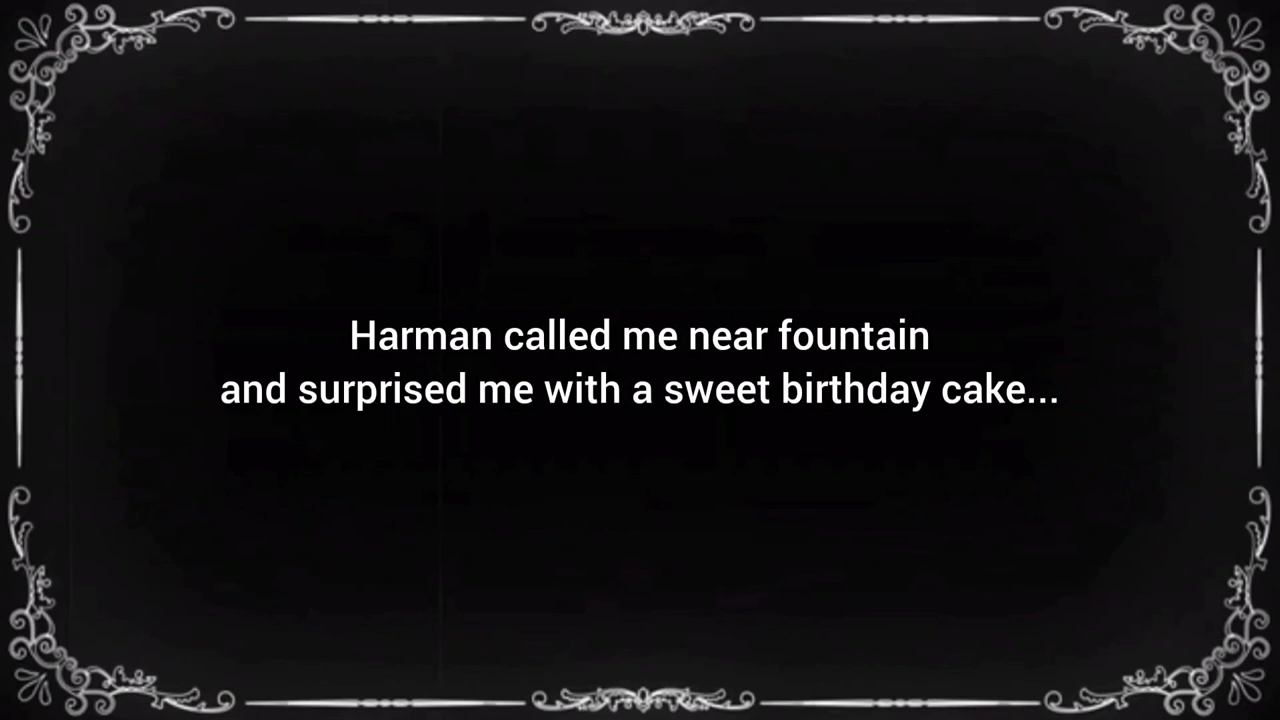 Harman called me near fountain
and surprised me with a sweet birthday cake...